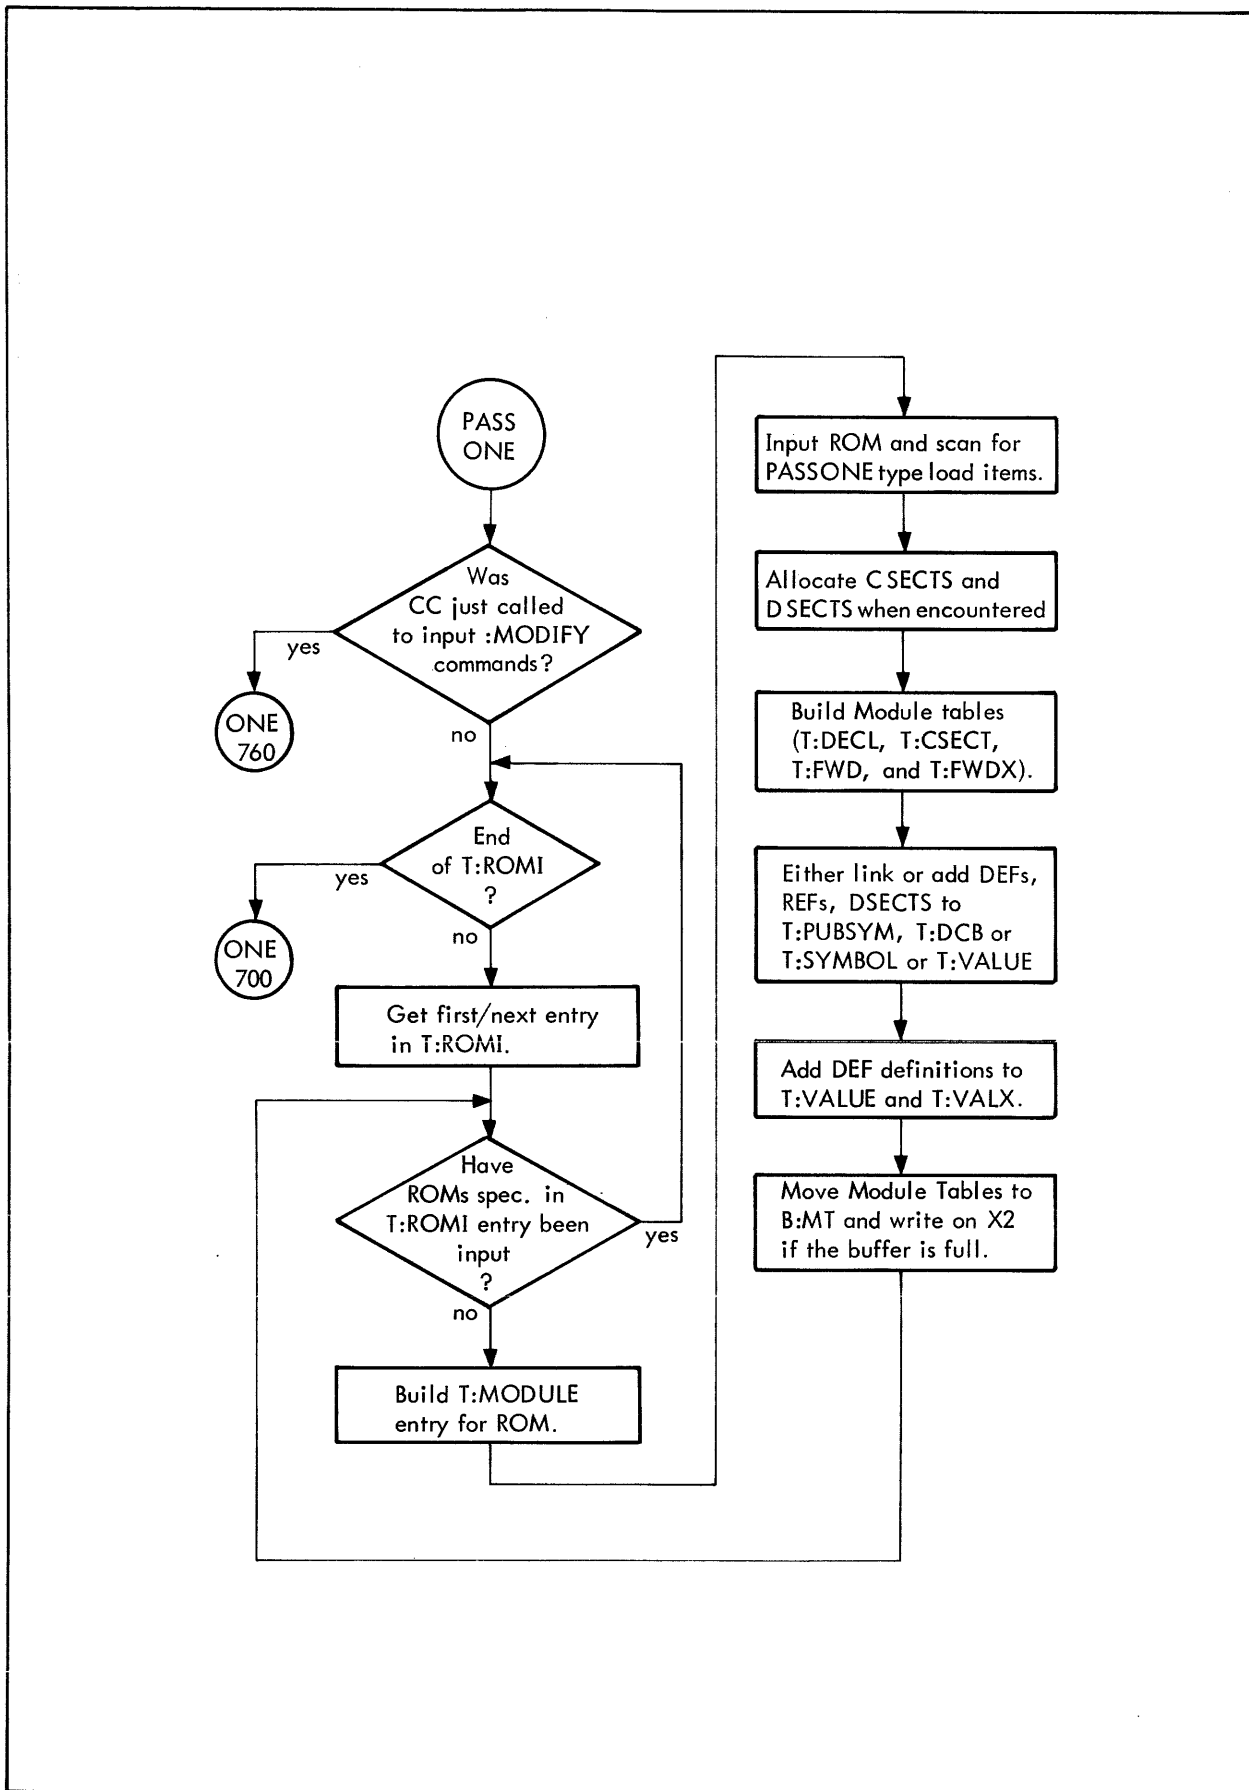 PASS
ONE
Was
CC just called
to input :MODIFY
commands?
yes
ONE
760
no
End
of T:ROMI
?
yes
ONE
700
no
Get first/next entry
in T:ROMI.
Have
ROMs spec. in
T:ROMI entry been
input
?
yes
no
Build T:MODULE
entry for ROM.
Input ROM and scan for
PASSONE type load items.
Allocate CSECTS and
DSECTS when encountered
Build Module tables
(T:DECL, T:CSECT,
T:FWD, and T:FWDX).
Either link or add DEFs,
REFs, DSECTS to
T:PUBSYM, T:DCB or
T:SYMBOL or T:VALUE
Add DEF definitions to
T:VALUE and T:VALX.
Move Module Tables to
B:MT and write on X2
if the buffer is full.